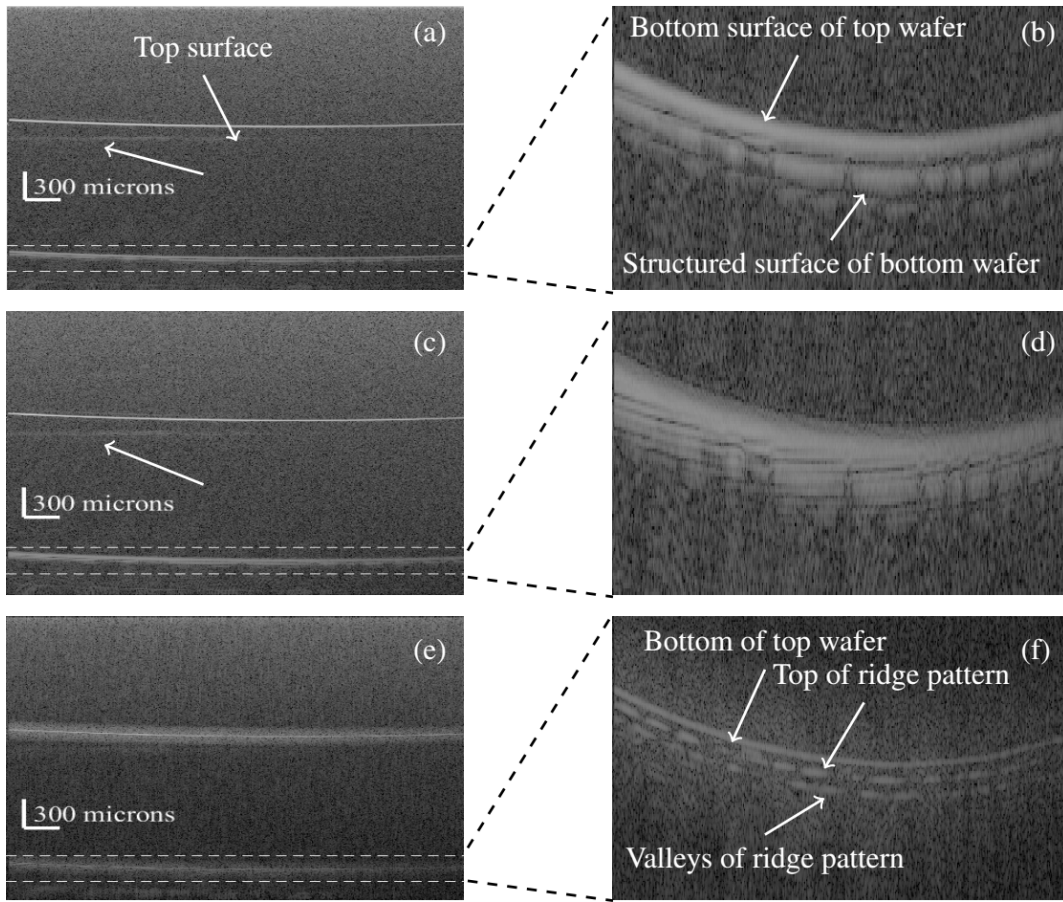 (a)
Top surface
300 microns
Bottom surface of top wafer
(b)
Structured surface of bottom wafer
(c)
300 microns
(d)
(e)
300 microns
Bottom of top wafer
(f)
Top of ridge pattern
Valleys of ridge pattern